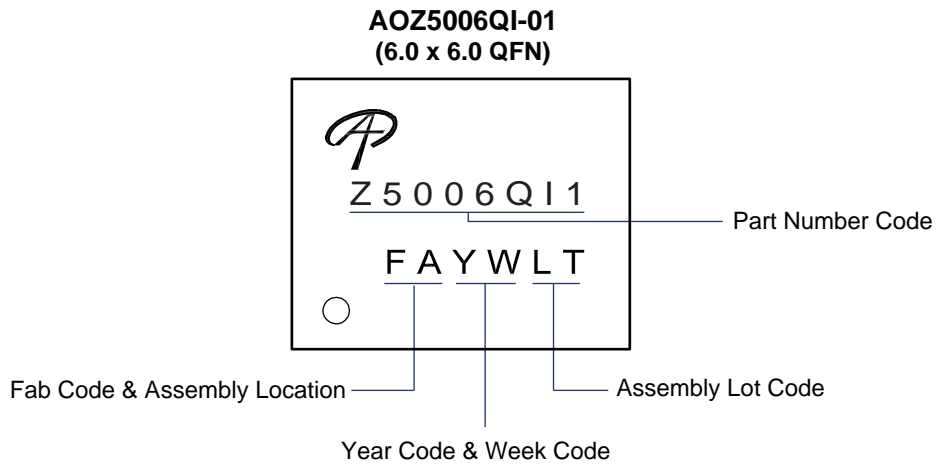 AOZ5006QI-01
(6.0 x 6.0 QFN)
Z5006QI1
Part Number Code
FAYWLT
Fab Code & Assembly Location
Assembly Lot Code
Year Code & Week Code